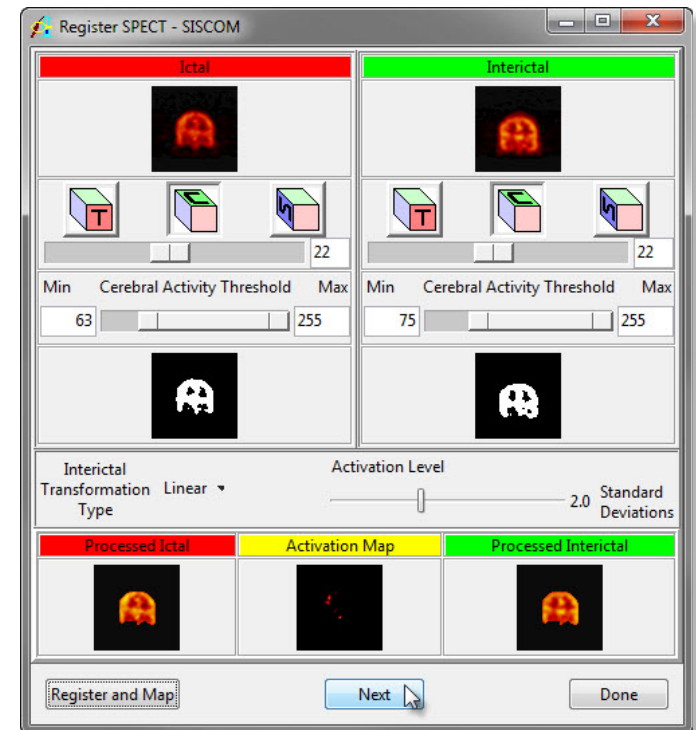 Register SPECT - SISCOM
Ictal
Interictal
T
T
22
22
Min Cerebral Activity Threshold Max
Min Cerebral Activity Threshold Max
63
255
75
255
Interictal
Transformation
Type
Linear
Activation Level
2.0
Standard
Deviations
Processed Ictal
Activation Map
Processed Interictal
Register and Map
Next
Done